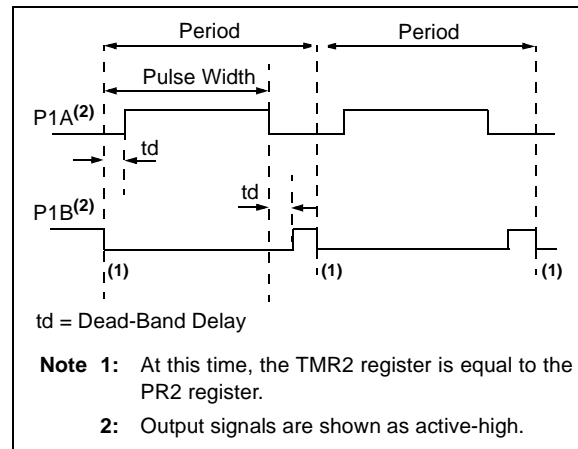 Period Period
Pulse Width
P1A(2)
td
td
P1B(2)
(1) (1) (1)
td = Dead-Band Delay
Note 1: At this time, the TMR2 register is equal to the
PR2 register.
2: Output signals are shown as active-high.